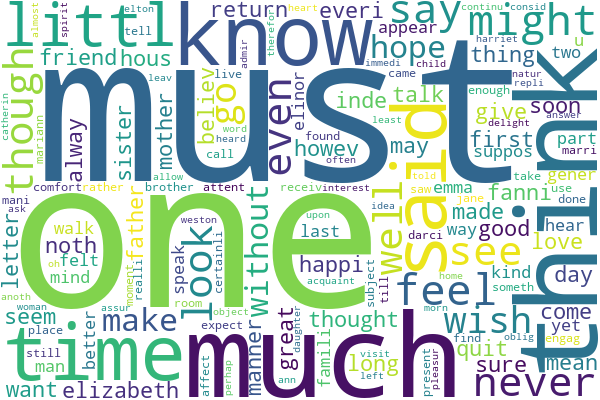 littl
know
say
might
return
everi
elton
tell
almost
spirit
heart
therefor
continu
consid
admir
immedi
harriet
friend
hous
hope
appear
thing
u
two
leav
live
came
child
natur
repli
though
must
think
catherin
mariann
alway
sister
mother
believ
go
even
elinor
inde
talk
give
enough
soon
word
heard
call
found
often
howev
may
least
first
suppos
answer
delight
part
marri
comfort
rather
allow
brother
attent
receiv
interest
told
saw
emma
jane
fanni
take
gener
use
done
mani
ask
one
said
well
see
made
way
good
love
hear
letter
walk
noth
father
look
without
weston
upon
idea
darci
last
kind
someth
day
felt
mind
oh
moment
realli
speak
certainli
happi
subject
till
feel
wish
home
come
yet
anoth
woman
seem
assur
room
object
acquaint
morn
find
oblig
engag
place
better
make
manner
expect
great
daughter
thought
famili
long
quit
sure
mean
time
still
man
much
visit
left
present
pleasur
never
want
elizabeth
affect
perhap
ann